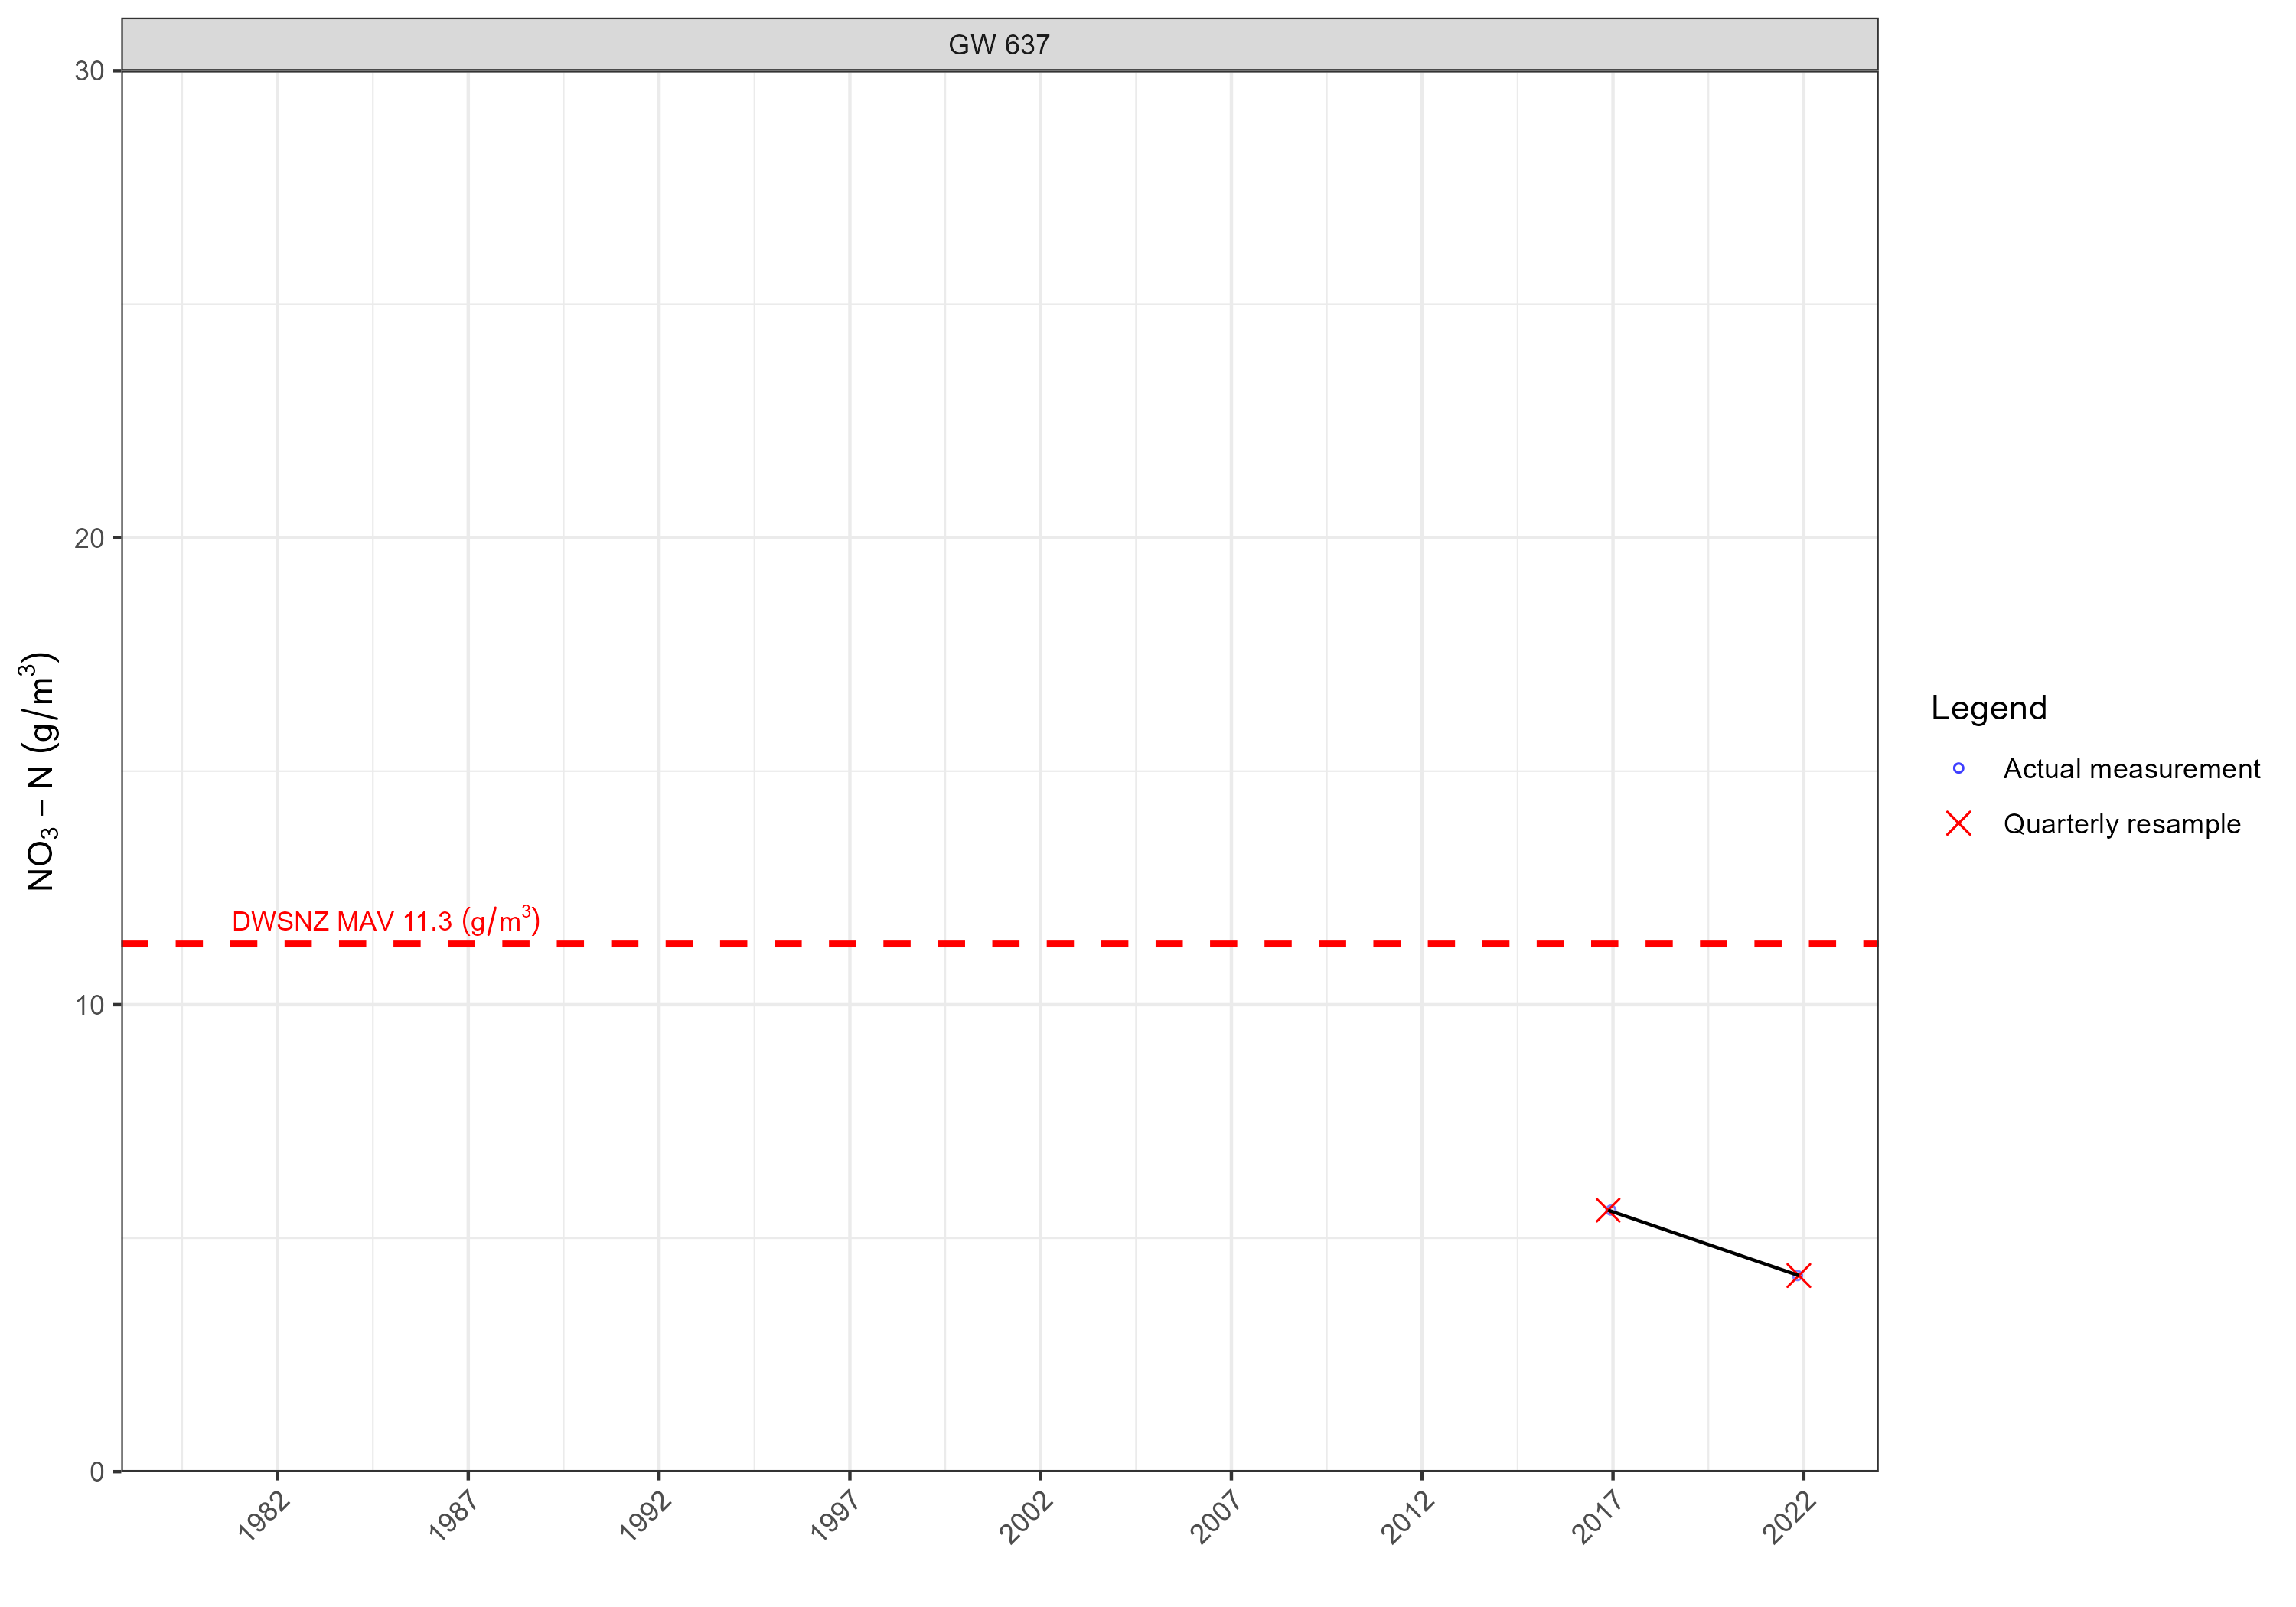 GW 637
30
20
10
0
NO₃ – N (g/m³)
DWSNZ MAV 11.3 (g/m³)
1982
1987
1992
1997
2002
2007
2012
2017
2022
Legend
Actual measurement
Quarterly resample